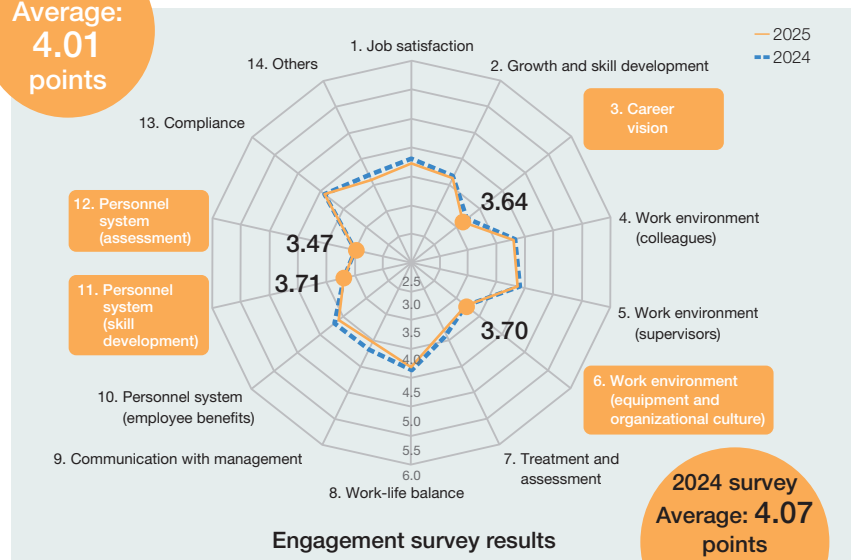 Average:
4.01
points
2025
2024
1. Job satisfaction
2. Growth and skill development
3. Career
vision
4. Work environment
(colleagues)
5. Work environment
(supervisors)
6. Work environment
(equipment and
organizational culture)
7. Treatment and
assessment
8. Work-life balance
9. Communication with management
10. Personnel system
(employee benefits)
11. Personnel
system
(skill
development)
12. Personnel
system
(assessment)
13. Compliance
14. Others
3.64
3.47
3.71
3.70
2.5
3.0
3.5
4.0
4.5
5.0
5.5
6.0
2024 survey
Average: 4.07
points
Engagement survey results